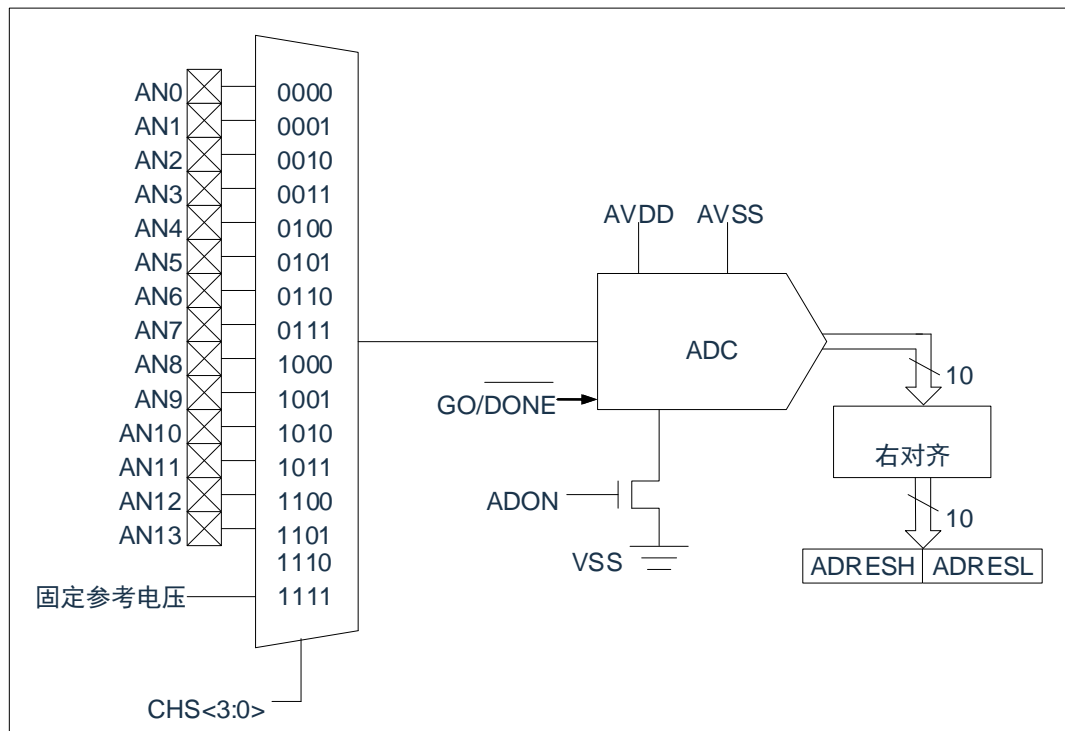 AN0 0000
AN1 0001
AN2 0010
AN3 0011
AN4 0100
AN5 0101
AN6 0110
AN7 0111
AN8 1000
AN9 1001
AN10 1010
AN11 1011
AN12 1100
AN13 1101
1110
固定参考电压 1111
CHS<3:0>
AVDD AVSS
ADC
GO/DONE
ADON
VSS
10
右对齐
10
ADRESH ADRESL